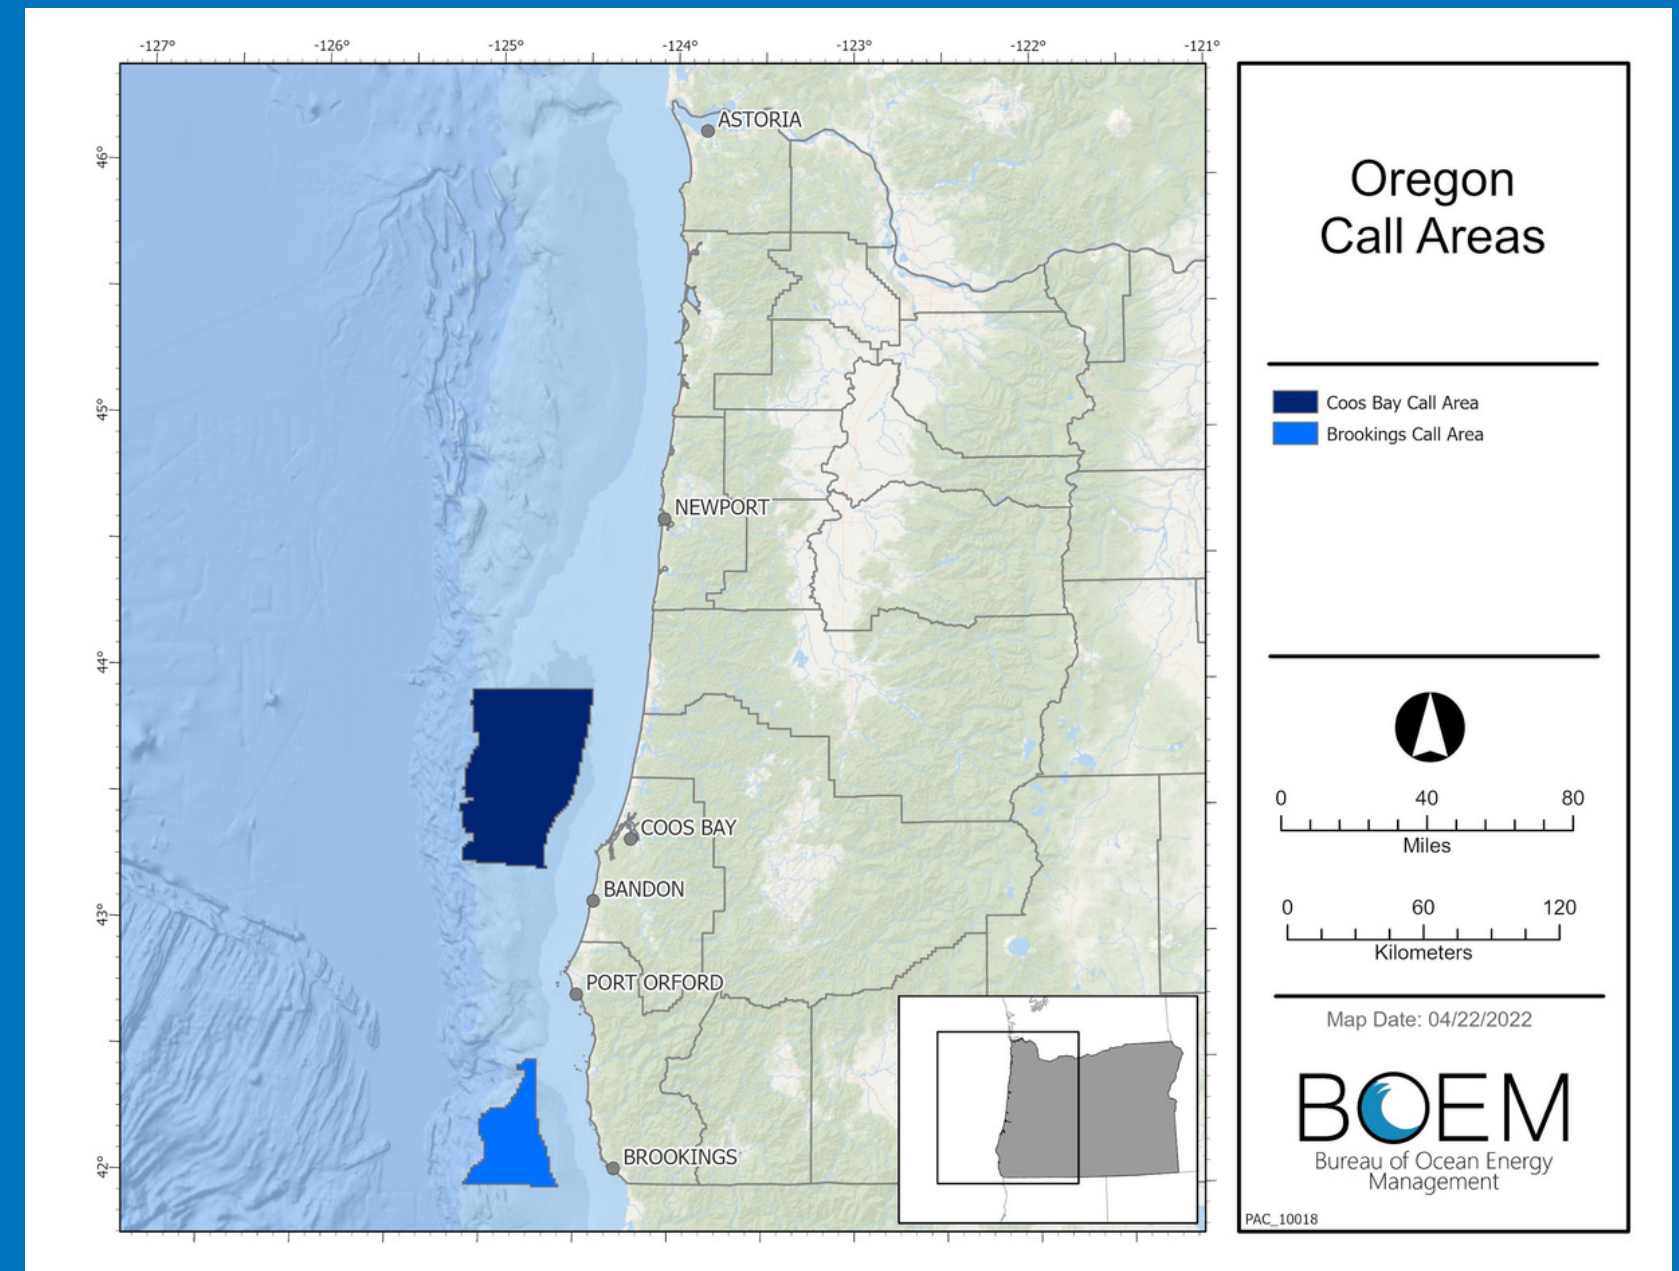 -127°
-126°
-125°
-124°
-123°
-122°
-121°
46°
45°
44°
43°
42°
ASTORIA
NEWPORT
COOS BAY
BANDON
PORT ORFORD
BROOKINGS
Oregon
Call Areas
Coos Bay Call Area
Brookings Call Area
0 40 80
Miles
0 60 120
Kilometers
Map Date: 04/22/2022
BOEM
Bureau of Ocean Energy
Management
PAC_10018